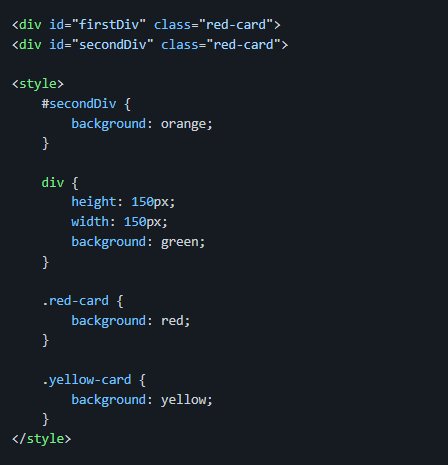 <div id="firstDiv" class="red-card">
<div id="secondDiv" class="red-card">
<style>
#secondDiv {
background: orange;
}
div {
height: 150px;
width: 150px;
background: green;
}
.red-card {
background: red;
}
.yellow-card {
background: yellow;
}
</style>